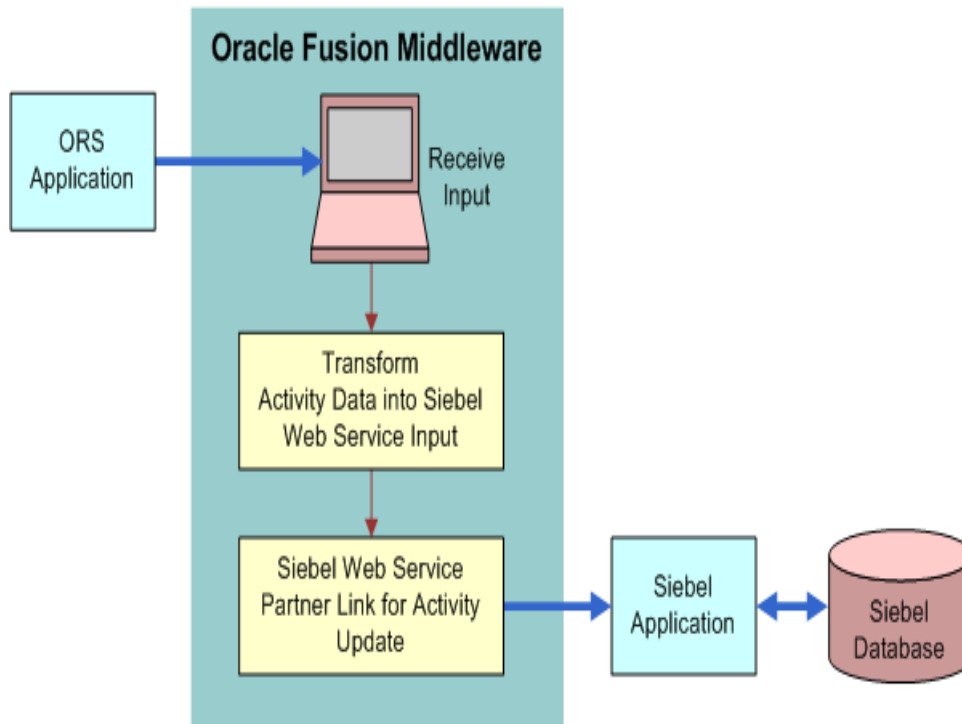 Oracle Fusion Middleware
ORS
Application
Receive
Input
Transform
Activity Data into Siebel
Web Service Input
Siebel Web Service
Partner Link for Activity
Update
Siebel
Application
Siebel
Database